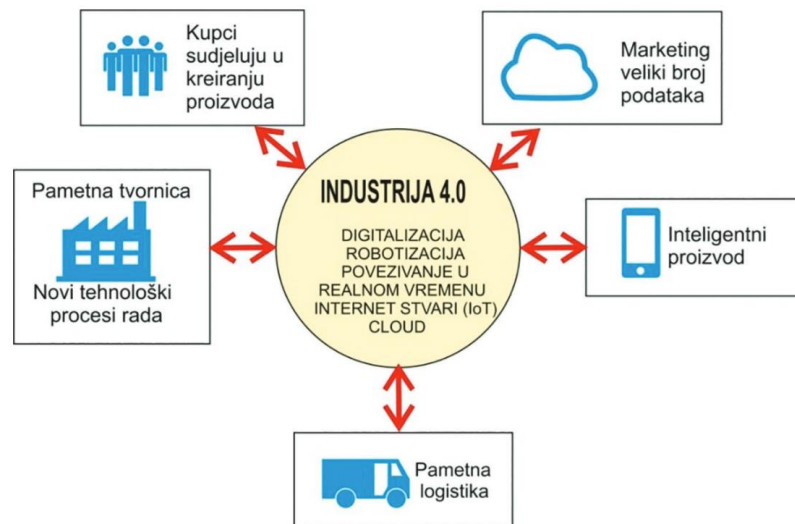 Kupci
sudjeluju u
kreiranju
proizvoda
Marketing
veliki broj
podataka
Pametna tvornica
Novi tehnološki
procesi rada
INDUSTRIJA 4.0
DIGITALIZACIJA
ROBOTIZACIJA
POVEZIVANJE U
REALNOM VREMENU
INTERNET STVARI (IoT)
CLOUD
Inteligentni
proizvod
Pametna
logistika